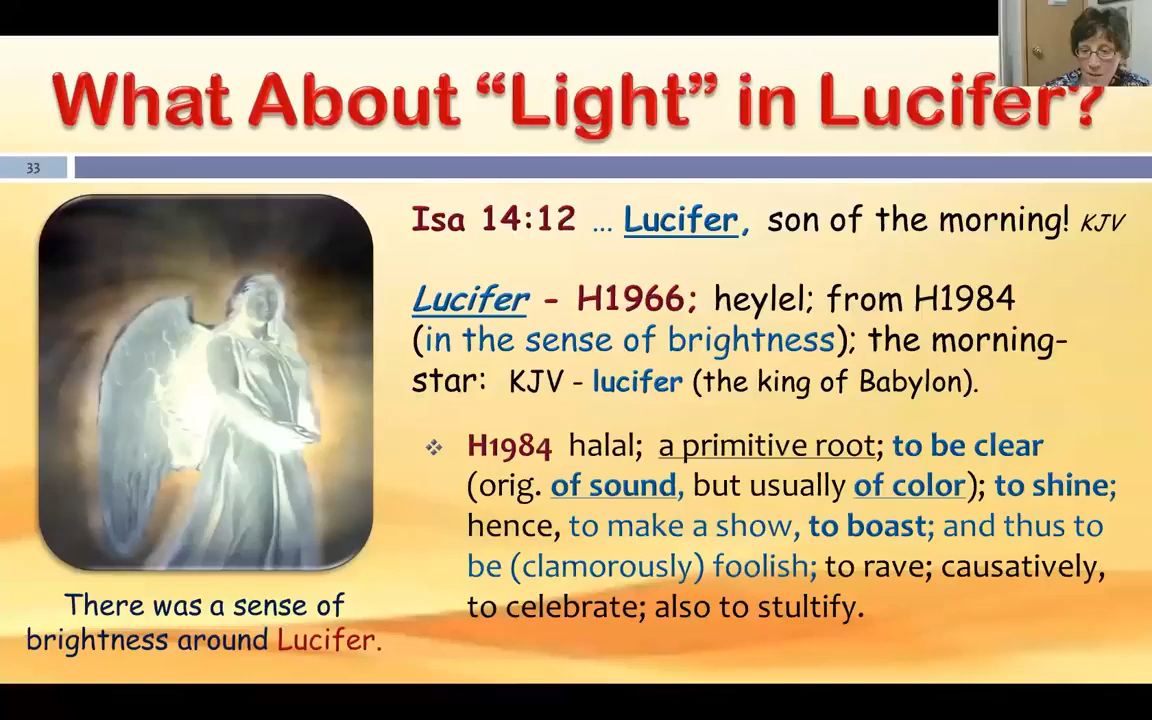 What About “Light” in Lucifer?
33
Isa 14:12 ... Lucifer, son of the morning! KJV
Lucifer - H1966; heylel; from H1984
(in the sense of brightness); the morning-
star: KJV - lucifer (the king of Babylon).
❖ H1984 halal; a primitive root; to be clear
(orig. of sound, but usually of color); to shine;
hence, to make a show, to boast; and thus to
be (clamorously) foolish; to rave; causatively,
to celebrate; also to stultify.
There was a sense of
brightness around Lucifer.